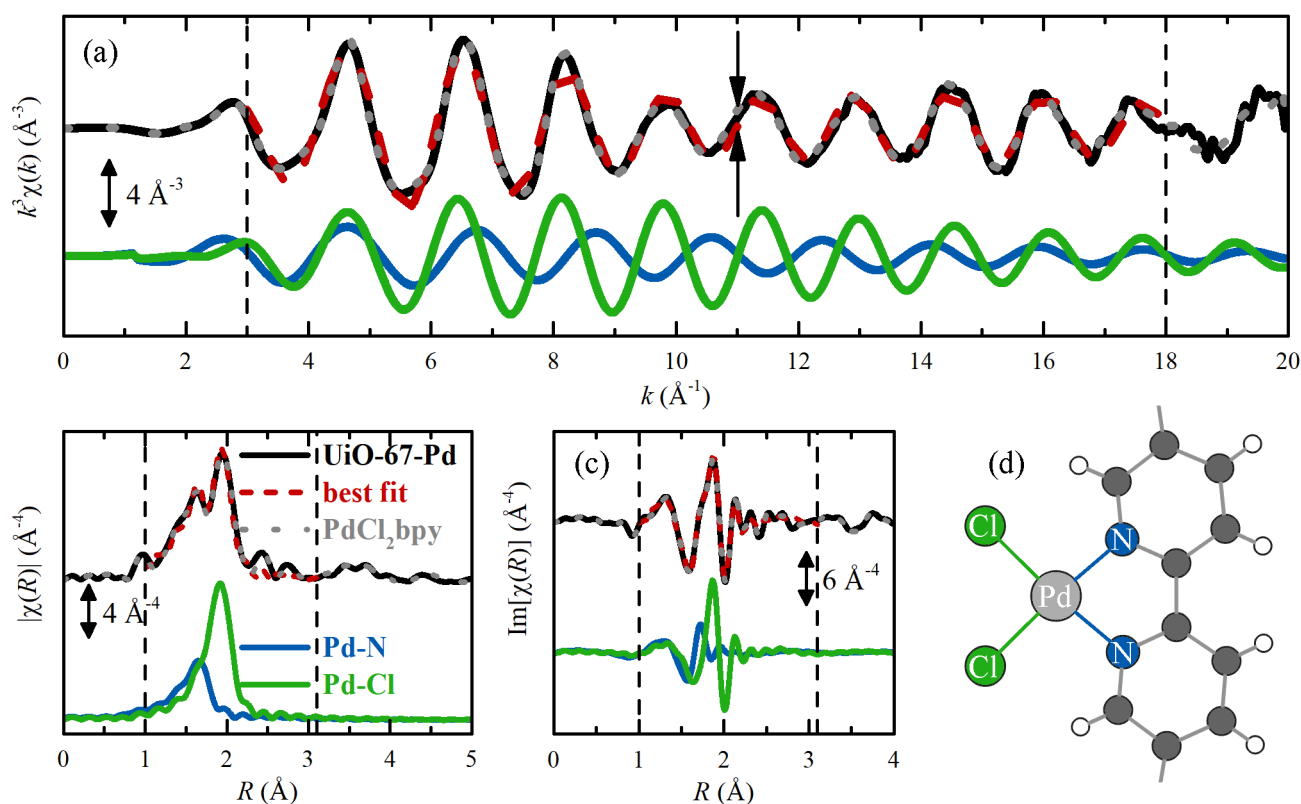 (a)
k³χ(k) (Å⁻³)
4 Å⁻³
0 2 4 6 8 10 12 14 16 18 20
k (Å⁻¹)
|χ(R)| (Å⁻⁴)
UiO-67-Pd
best fit
PdCl₂bpy
4 Å⁻⁴
Pd-N
Pd-Cl
0 1 2 3 4 5
R (Å)
(c)
Im[χ(R)] (Å⁻⁴)
6 Å⁻⁴
0 1 2 3 4
R (Å)
(d)
Cl
N
Pd
N
Cl